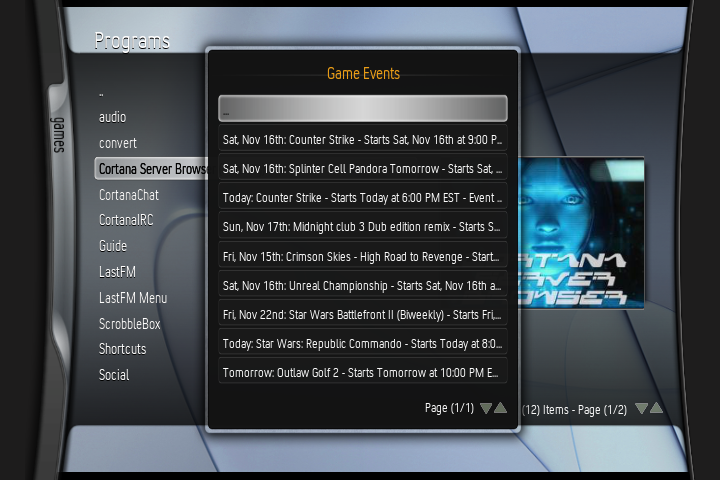 Programs
games
..
audio
convert
Cortana Server Brows
CortanaChat
CortanaIRC
Guide
LastFM
LastFM Menu
ScrobbleBox
Shortcuts
Social
Game Events
..
Sat, Nov 16th: Counter Strike - Starts Sat, Nov 16th at 9:00 P...
Sat, Nov 16th: Splinter Cell Pandora Tomorrow - Starts Sat, ...
Today: Counter Strike - Starts Today at 6:00 PM EST - Event ...
Sun, Nov 17th: Midnight club 3 Dub edition remix - Starts S...
Fri, Nov 15th: Crimson Skies - High Road to Revenge - Start...
Sat, Nov 16th: Unreal Championship - Starts Sat, Nov 16th a...
Fri, Nov 22nd: Star Wars Battlefront II (Biweekly) - Starts Fri,...
Today: Star Wars: Republic Commando - Starts Today at 8:0...
Tomorrow: Outlaw Golf 2 - Starts Tomorrow at 10:00 PM E...
Page (1/1)
RTANA
RVER
OWSER
(12) Items - Page (1/2)